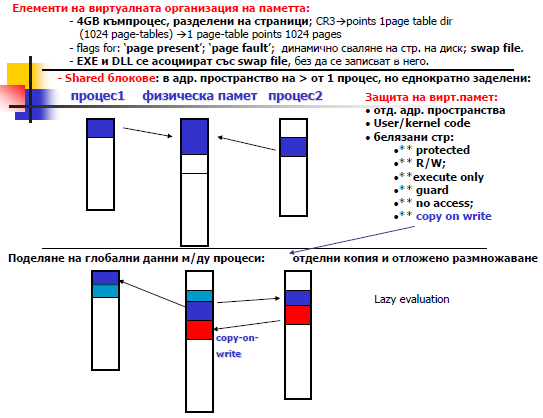 Елементи на виртуалната организация на паметта:
- 4GB към процес, разделени на страници; CR3→points 1page table dir
(1024 page-tables) →1 page-table points 1024 pages
- flags for: ‘page present’; ‘page fault’; динамично сваляне на стр. на диск; swap file.
- EXE и DLL се асоциират със swap file, без да се записват в него.
- Shared блокове: в адр. пространство на > от 1 процес, но еднократно заделени:
процес1 физическа памет процес2
Защита на вирт.памет:
• отд. адр. пространства
• User/kernel code
• белязани стр:
•** protected
•** R/W;
•**execute only
•** guard
•** no access;
•** copy on write
Поделяне на глобални данни м/ду процеси: отделни копия и отложено размножаване
Lazy evaluation
copy-on-
write